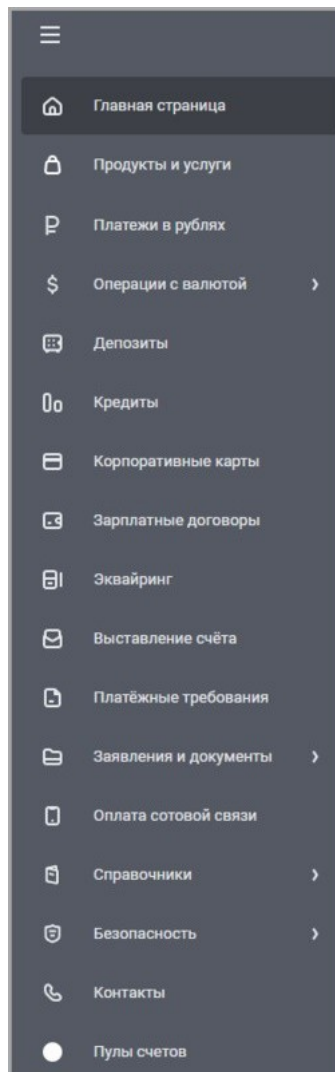 Главная страница
Продукты и услуги
Платежи в рублях
Операции с валютой
Депозиты
Кредиты
Корпоративные карты
Зарплатные договоры
Эквайринг
Выставление счёта
Платёжные требования
Заявления и документы
Оплата сотовой связи
Справочники
Безопасность
Контакты
Пулы счетов